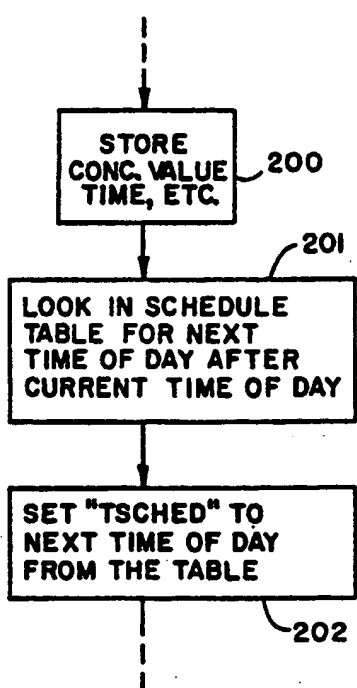 STORE
CONC. VALUE
TIME, ETC.
200
201
LOOK IN SCHEDULE
TABLE FOR NEXT
TIME OF DAY AFTER
CURRENT TIME OF DAY
SET "TSCHED" TO
NEXT TIME OF DAY
FROM THE TABLE
202